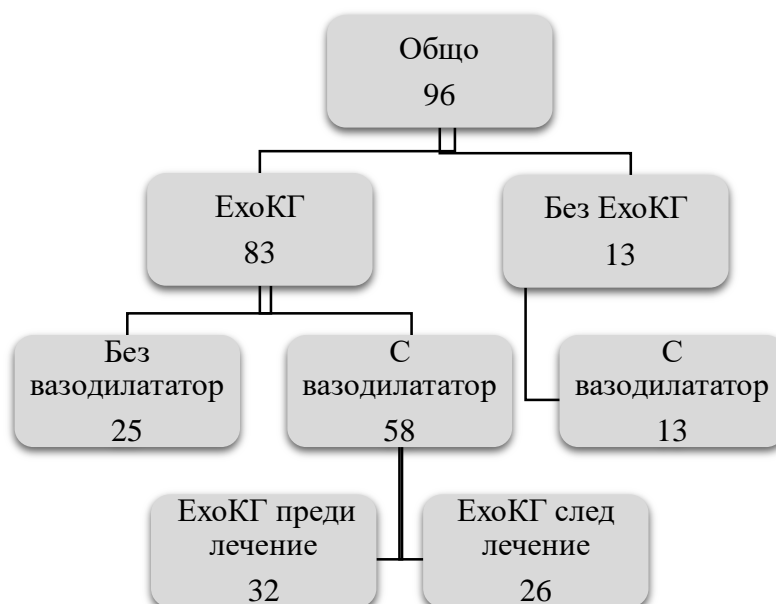 Общо
96
ЕхоКГ
83
Без ЕхоКГ
13
Без
вазодилататор
25
С
вазодилататор
58
С
вазодилататор
13
ЕхоКГ преди
лечение
32
ЕхоКГ след
лечение
26